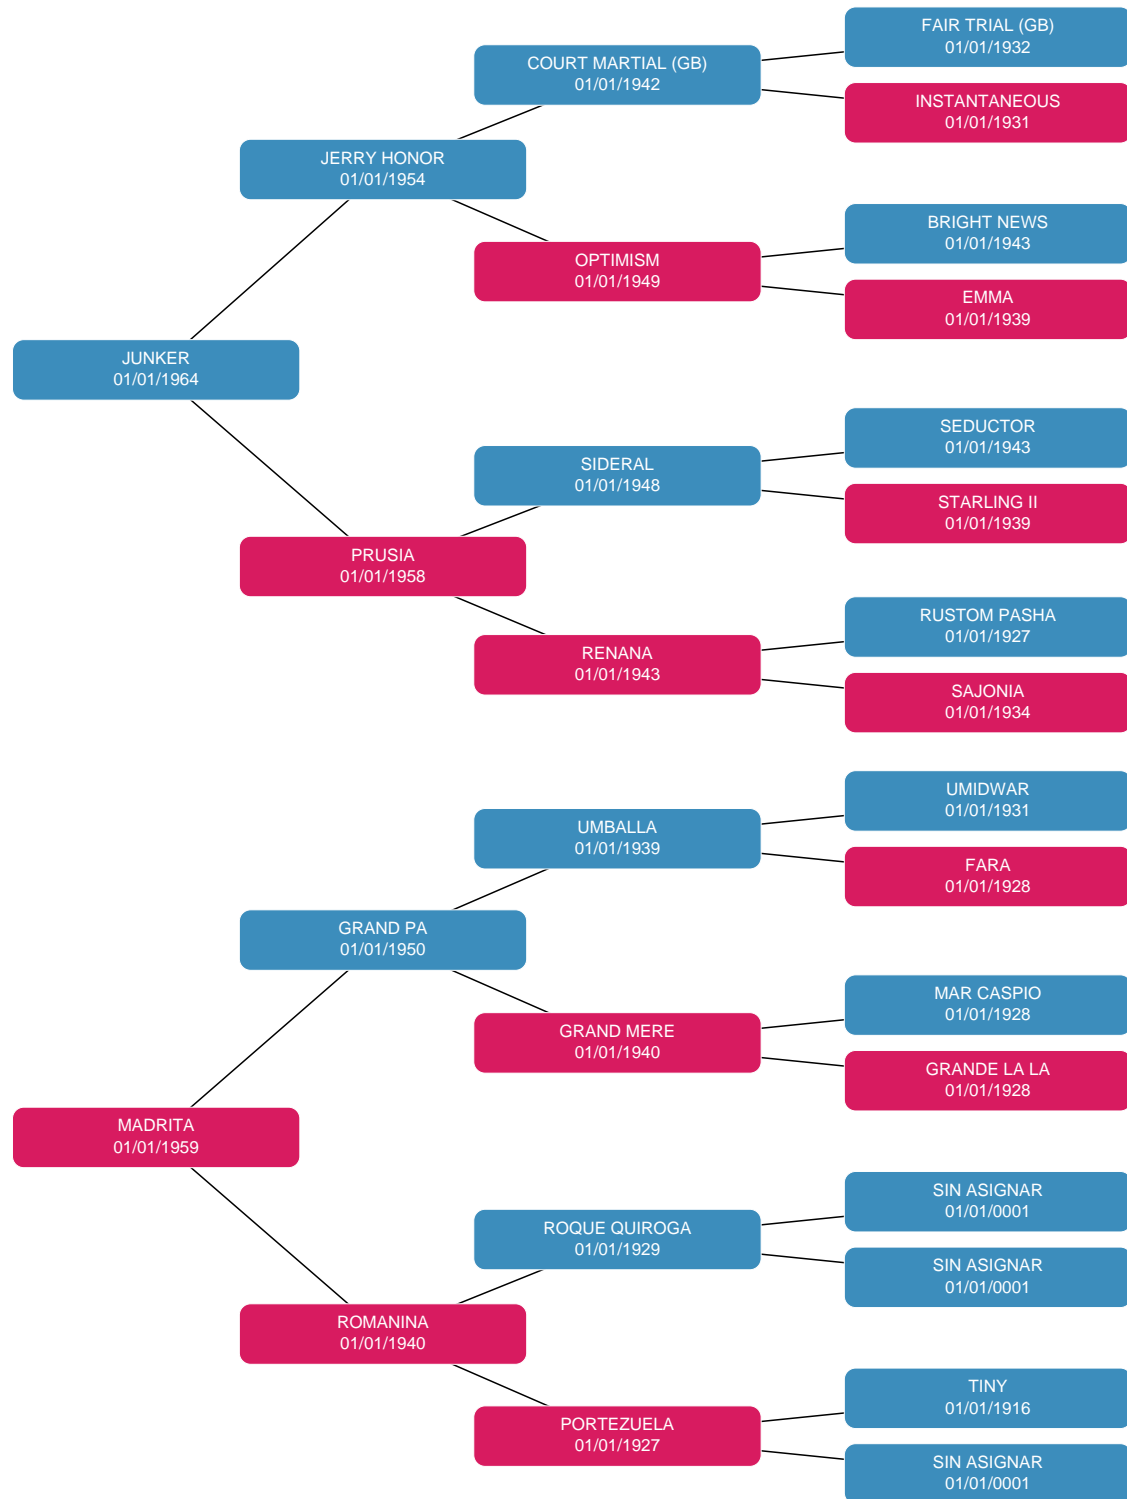 FAIR TRIAL (GB)
01/01/1932
COURT MARTIAL (GB)
01/01/1942
INSTANTANEOUS
01/01/1931
JERRY HONOR
01/01/1954
BRIGHT NEWS
01/01/1943
OPTIMISM
01/01/1949
EMMA
01/01/1939
JUNKER
01/01/1964
SEDUCTOR
01/01/1943
SIDERAL
01/01/1948
STARLING II
01/01/1939
PRUSIA
01/01/1958
RUSTOM PASHA
01/01/1927
RENANA
01/01/1943
SAJONIA
01/01/1934
UMIDWAR
01/01/1931
UMBALLA
01/01/1939
FARA
01/01/1928
GRAND PA
01/01/1950
MAR CASPIO
01/01/1928
GRAND MERE
01/01/1940
GRANDE LA LA
01/01/1928
MADRITA
01/01/1959
SIN ASIGNAR
01/01/0001
ROQUE QUIROGA
01/01/1929
SIN ASIGNAR
01/01/0001
ROMANINA
01/01/1940
TINY
01/01/1916
PORTEZUELA
01/01/1927
SIN ASIGNAR
01/01/0001